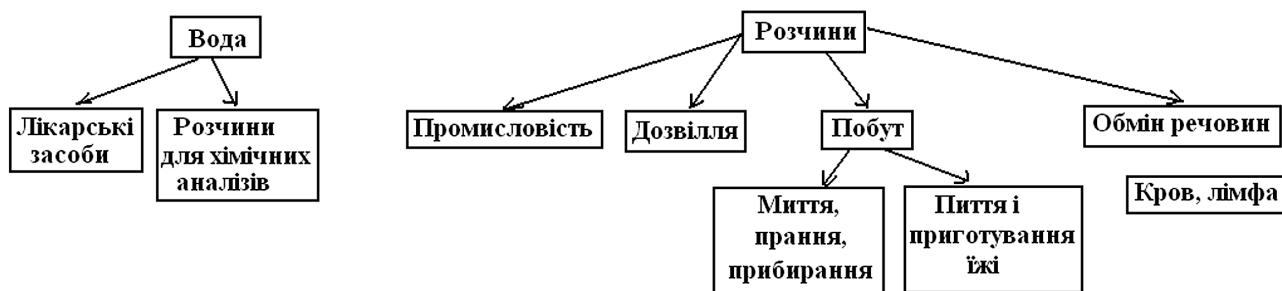 Вода
Лікарські
засоби
Розчини
для хімічних
аналізів
Розчини
Промисловість
Дозвілля
Побут
Обмін речовин
Миття,
прання,
прибирання
Пиття і
приготування
їжі
Кров, лімфа